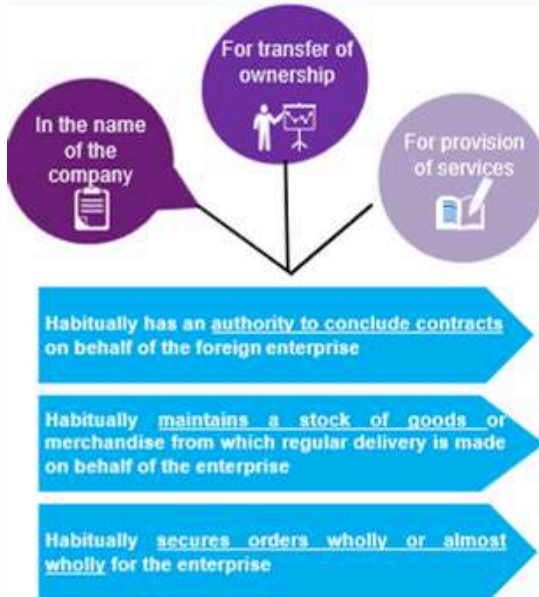 For transfer of
ownership
In the name
of the
company
For provision
of services
Habitually has an authority to conclude contracts
on behalf of the foreign enterprise
Habitually maintains a stock of goods or
merchandise from which regular delivery is made
on behalf of the enterprise
Habitually secures orders wholly or almost
wholly for the enterprise